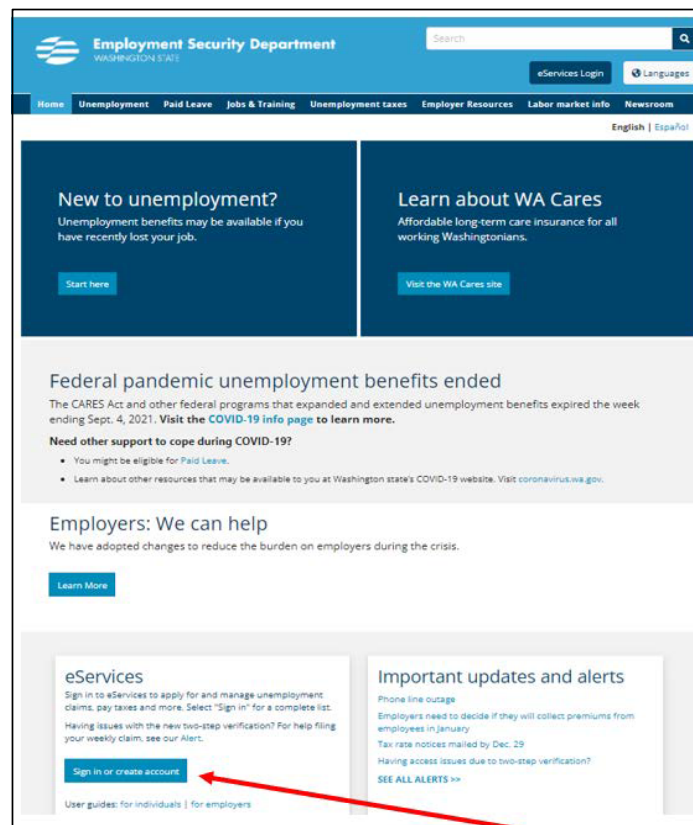 Employment Security Department
WASHINGTON STATE
Search
eServices Login
Languages
Home Unemployment Paid Leave Jobs & Training Unemployment taxes Employer Resources Labor market info Newsroom
English | Español
New to unemployment?
Unemployment benefits may be available if you
have recently lost your job.
Start here
Learn about WA Cares
Affordable long-term care insurance for all
working Washingtonians.
Visit the WA Cares site
Federal pandemic unemployment benefits ended
The CARES Act and other federal programs that expanded and extended unemployment benefits expired the week
ending Sept. 4, 2021. Visit the COVID-19 info page to learn more.
Need other support to cope during COVID-19?
• You might be eligible for Paid Leave.
• Learn about other resources that may be available to you at Washington state's COVID-19 website. Visit coronavirus.wa.gov.
Employers: We can help
We have adopted changes to reduce the burden on employers during the crisis.
Learn More
eServices
Sign in to eServices to apply for and manage unemployment
claims, pay taxes and more. Select "Sign in" for a complete list.
Having issues with the new two-step verification? For help filing
your weekly claim, see our Alert.
Sign in or create account
User guides: for individuals | for employers
Important updates and alerts
Phone line outage
Employers need to decide if they will collect premiums from
employees in January
Tax rate notices mailed by Dec. 29
Having access issues due to two-step verification?
SEE ALL ALERTS >>